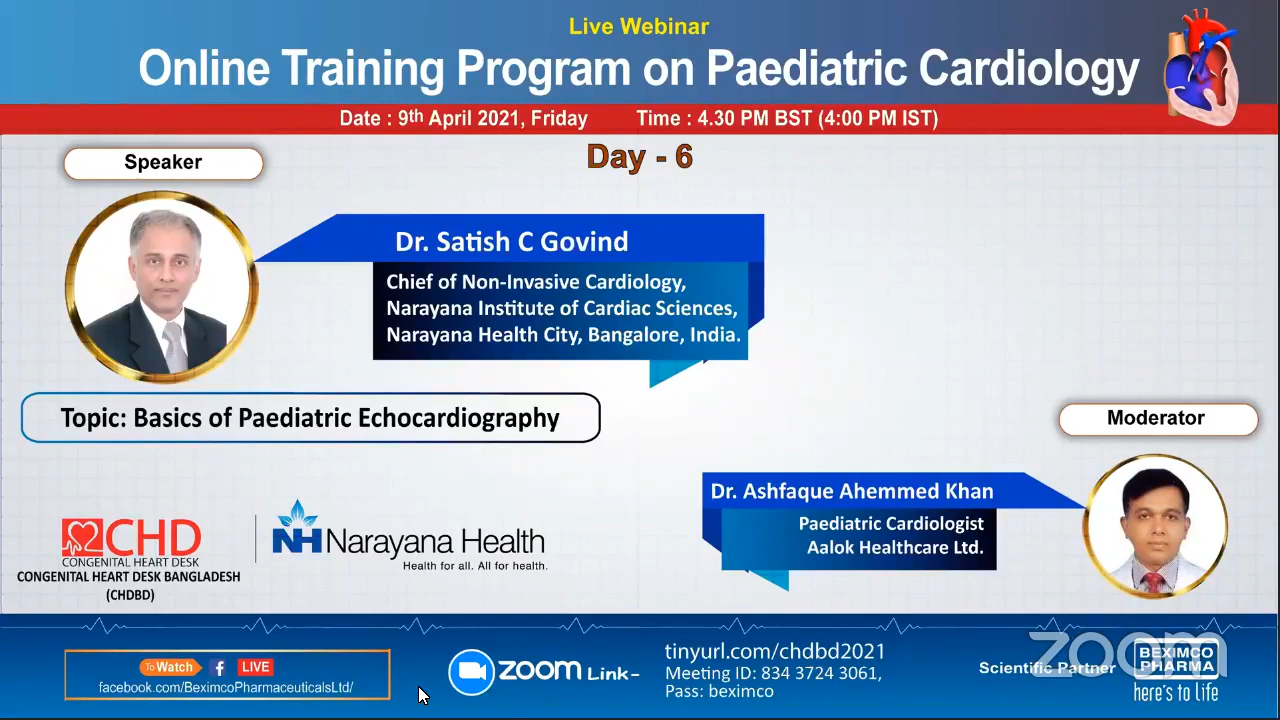 Live Webinar
Online Training Program on Paediatric Cardiology
Date : 9th April 2021, Friday Time : 4.30 PM BST (4:00 PM IST)
Day - 6
Speaker
Dr. Satish C Govind
Chief of Non-Invasive Cardiology,
Narayana Institute of Cardiac Sciences,
Narayana Health City, Bangalore, India.
Topic: Basics of Paediatric Echocardiography
Moderator
Dr. Ashfaque Ahemmed Khan
Paediatric Cardiologist
Aalok Healthcare Ltd.
CHD
CONGENITAL HEART DESK
CONGENITAL HEART DESK BANGLADESH
(CHDBD)
NH Narayana Health
Health for all. All for health.
To Watch f LIVE
facebook.com/BeximcoPharmaceuticalsLtd/
zoom Link-
tinyurl.com/chdbd2021
Meeting ID: 834 3724 3061,
Pass: beximco
Scientific Partner
BEXIMCO
PHARMA
here's to life
zoom